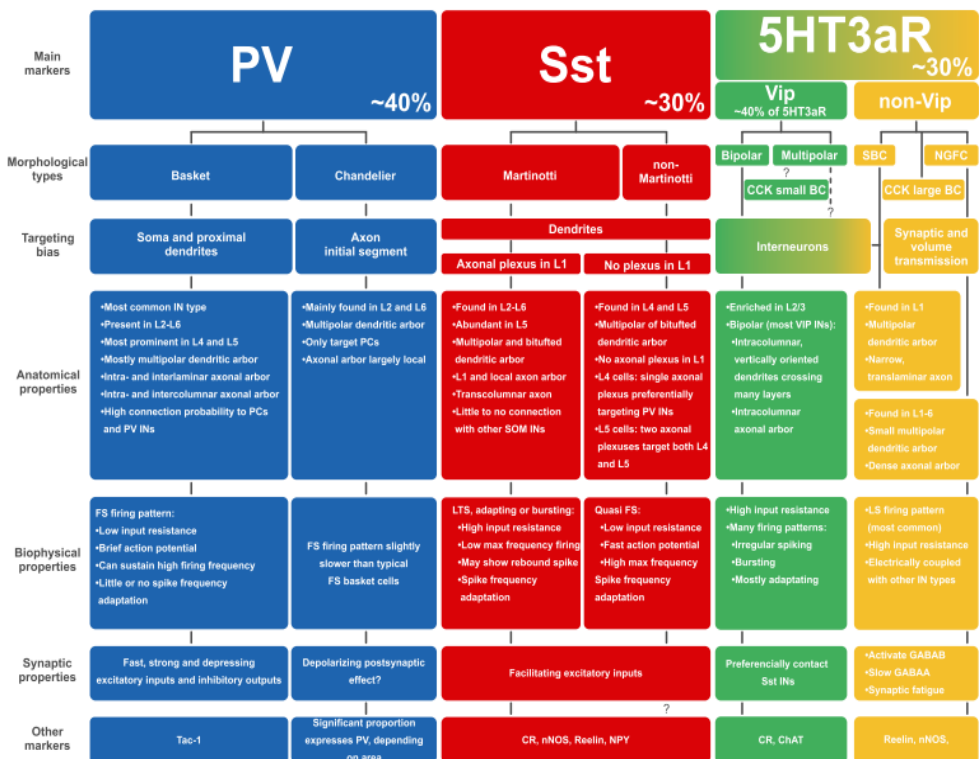 Main
markers
PV
~40%
Sst
~30%
5HT3aR
~30%
Vip
~40% of 5HT3aR
non-Vip
Morphological
types
Basket
Chandelier
Martinotti
non-
Martinotti
Bipolar
Multipolar
?
CCK small BC
?
SBC
NGFC
CCK large BC
Targeting
bias
Soma and proximal
dendrites
Axon
initial segment
Dendrites
Axonal plexus in L1
No plexus in L1
Interneurons
Synaptic and
volume
transmission
Anatomical
properties
•Most common IN type
•Present in L2-L6
•Most prominent in L4 and L5
•Mostly multipolar dendritic arbor
•Intra- and interlaminar axonal arbor
•Intra- and intercolumnar axonal arbor
•High connection probability to PCs
and PV INs
•Mainly found in L2 and L6
•Multipolar dendritic arbor
•Only target PCs
•Axonal arbor largely local
•Found in L2-L6
•Abundant in L5
•Multipolar and bitufted
dendritic arbor
•L1 and local axon arbor
•Transcolumnar axon
•Little to no connection
with other SOM INs
•Found in L4 and L5
•Multipolar of bitufted
dendritic arbor
•No axonal plexus in L1
•L4 cells: single axonal
plexus preferentially
targeting PV INs
•L5 cells: two axonal
plexuses target both L4
and L5
•Enriched in L2/3
•Bipolar (most VIP INs):
•Intracolumnar,
vertically oriented
dendrites crossing
many layers
•Intracolumnar
axonal arbor
•Found in L1
•Multipolar
dendritic arbor
•Narrow,
translaminar axon
•Found in L1-6
•Small multipolar
dendritic arbor
•Dense axonal arbor
Biophysical
properties
FS firing pattern:
•Low input resistance
•Brief action potential
•Can sustain high firing frequency
•Little or no spike frequency
adaptation
FS firing pattern slightly
slower than typical
FS basket cells
LTS, adapting or bursting:
•High input resistance
•Low max frequency firing
•May show rebound spike
•Spike frequency
adaptation
Quasi FS:
•Low input resistance
•Fast action potential
•High max frequency
Spike frequency
adaptation
•High input resistance
•Many firing patterns:
•Irregular spiking
•Bursting
•Mostly adaptating
•LS firing pattern
(most common)
•High input resistance
•Electrically coupled
with other IN types
Synaptic
properties
Fast, strong and depressing
excitatory inputs and inhibitory outputs
Depolarizing postsynaptic
effect?
Facilitating excitatory inputs
Preferencially contact
Sst INs
•Activate GABAB
•Slow GABAA
•Synaptic fatigue
?
Other
markers
Tac-1
Significant proportion
expresses PV, depending
on area
CR, nNOS, Reelin, NPY
CR, ChAT
Reelin, nNOS,